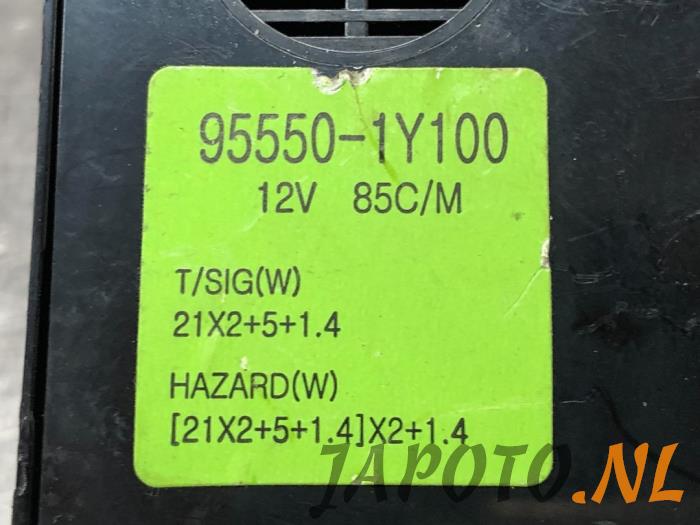 95550-1Y100
12V 85C/M
T/SIG(W)
21X2+5+1.4
HAZARD(W)
[21X2+5+1.4]X2+1.4
JAPOTO.NL